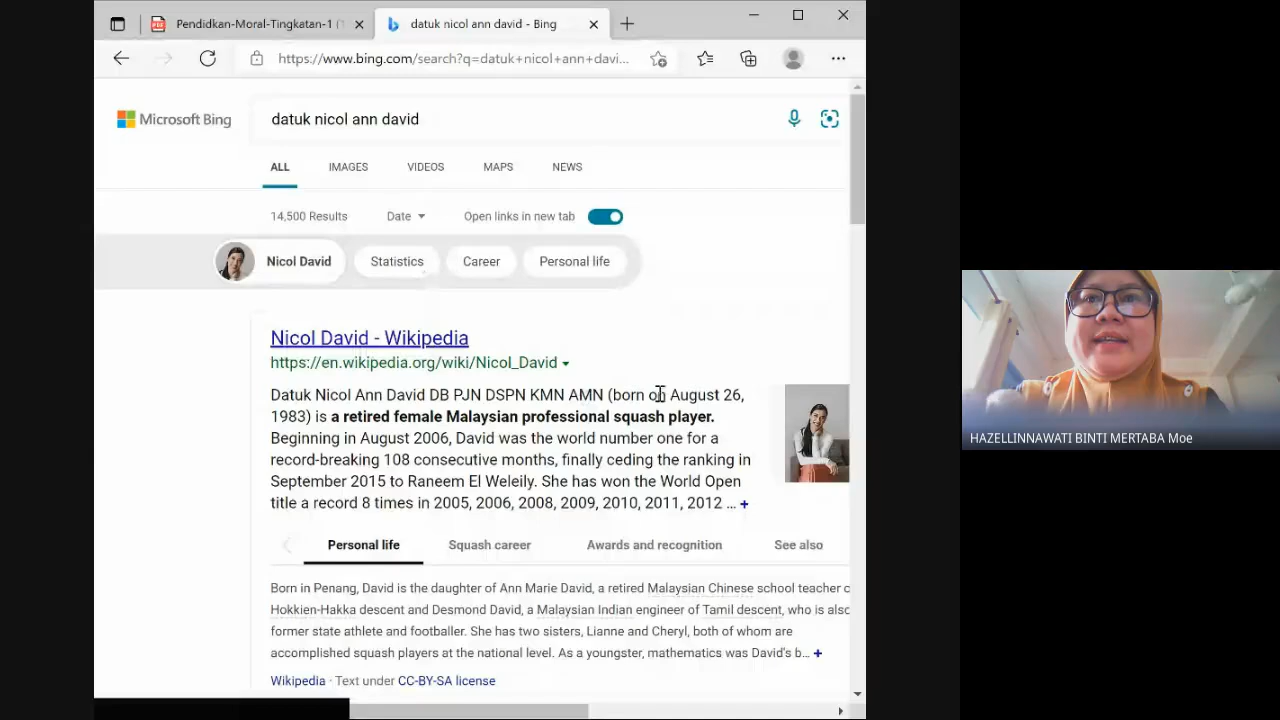 Pendidkan-Moral-Tingkatan-1 (
datuk nicol ann david - Bing
https://www.bing.com/search?q=datuk+nicol+ann+davi...
Microsoft Bing
datuk nicol ann david
ALL IMAGES VIDEOS MAPS NEWS
14,500 Results Date Open links in new tab
Nicol David Statistics Career Personal life
Nicol David - Wikipedia
https://en.wikipedia.org/wiki/Nicol_David
Datuk Nicol Ann David DB PJN DSPN KMN AMN (born on August 26,
1983) is a retired female Malaysian professional squash player.
Beginning in August 2006, David was the world number one for a
record-breaking 108 consecutive months, finally ceding the ranking in
September 2015 to Raneem El Weleily. She has won the World Open
title a record 8 times in 2005, 2006, 2008, 2009, 2010, 2011, 2012 ... +
Personal life Squash career Awards and recognition See also
Born in Penang, David is the daughter of Ann Marie David, a retired Malaysian Chinese school teacher
Hokkien-Hakka descent and Desmond David, a Malaysian Indian engineer of Tamil descent, who is also
former state athlete and footballer. She has two sisters, Lianne and Cheryl, both of whom are
accomplished squash players at the national level. As a youngster, mathematics was David's b... +
Wikipedia · Text under CC-BY-SA license
HAZELLINNAWATI BINTI MERTABA Moe